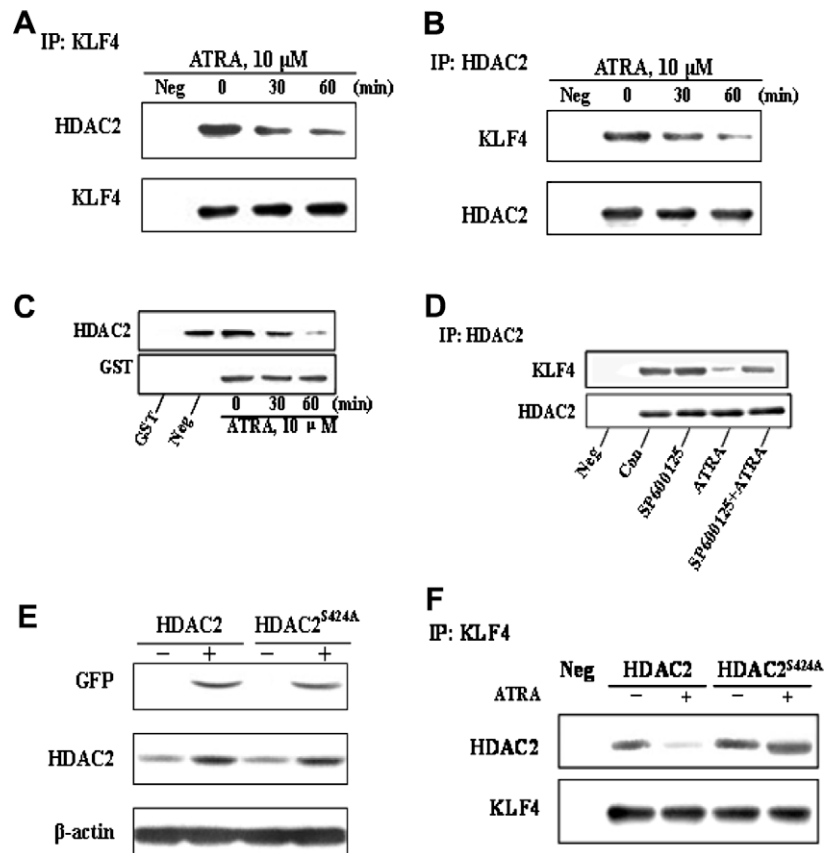 A
IP: KLF4
ATRA, 10 μM
Neg 0 30 60 (min)
HDAC2
KLF4
B
IP: HDAC2
ATRA, 10 μM
Neg 0 30 60 (min)
KLF4
HDAC2
C
HDAC2
GST
GST Neg 0 30 60 (min)
ATRA, 10 μ M
D
IP: HDAC2
KLF4
HDAC2
Neg Con SP600125 ATRA SP600125+ATRA
E
HDAC2 HDAC2S424A
− + − +
GFP
HDAC2
β-actin
F
IP: KLF4
Neg HDAC2 HDAC2S424A
ATRA − + − +
HDAC2
KLF4